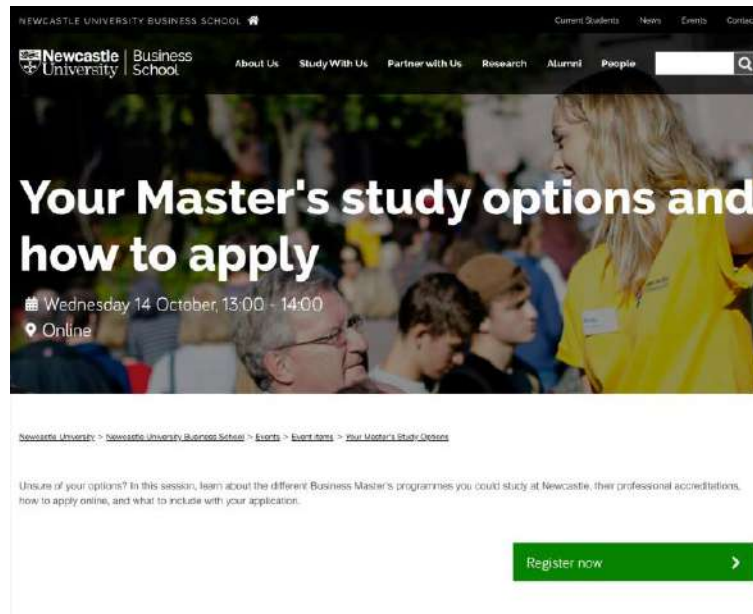 NEWCASTLE UNIVERSITY BUSINESS SCHOOL
Current Students News Events Contac
Newcastle University Business School
About Us Study With Us Partner with Us Research Alumni People
Your Master's study options and
how to apply
Wednesday 14 October, 13:00 - 14:00
Online
Newcastle University > Newcastle University Business School > Events > Event items > Your Master's Study Options
Unsure of your options? In this session, learn about the different Business Master's programmes you could study at Newcastle, their professional accreditations,
how to apply online, and what to include with your application.
Register now